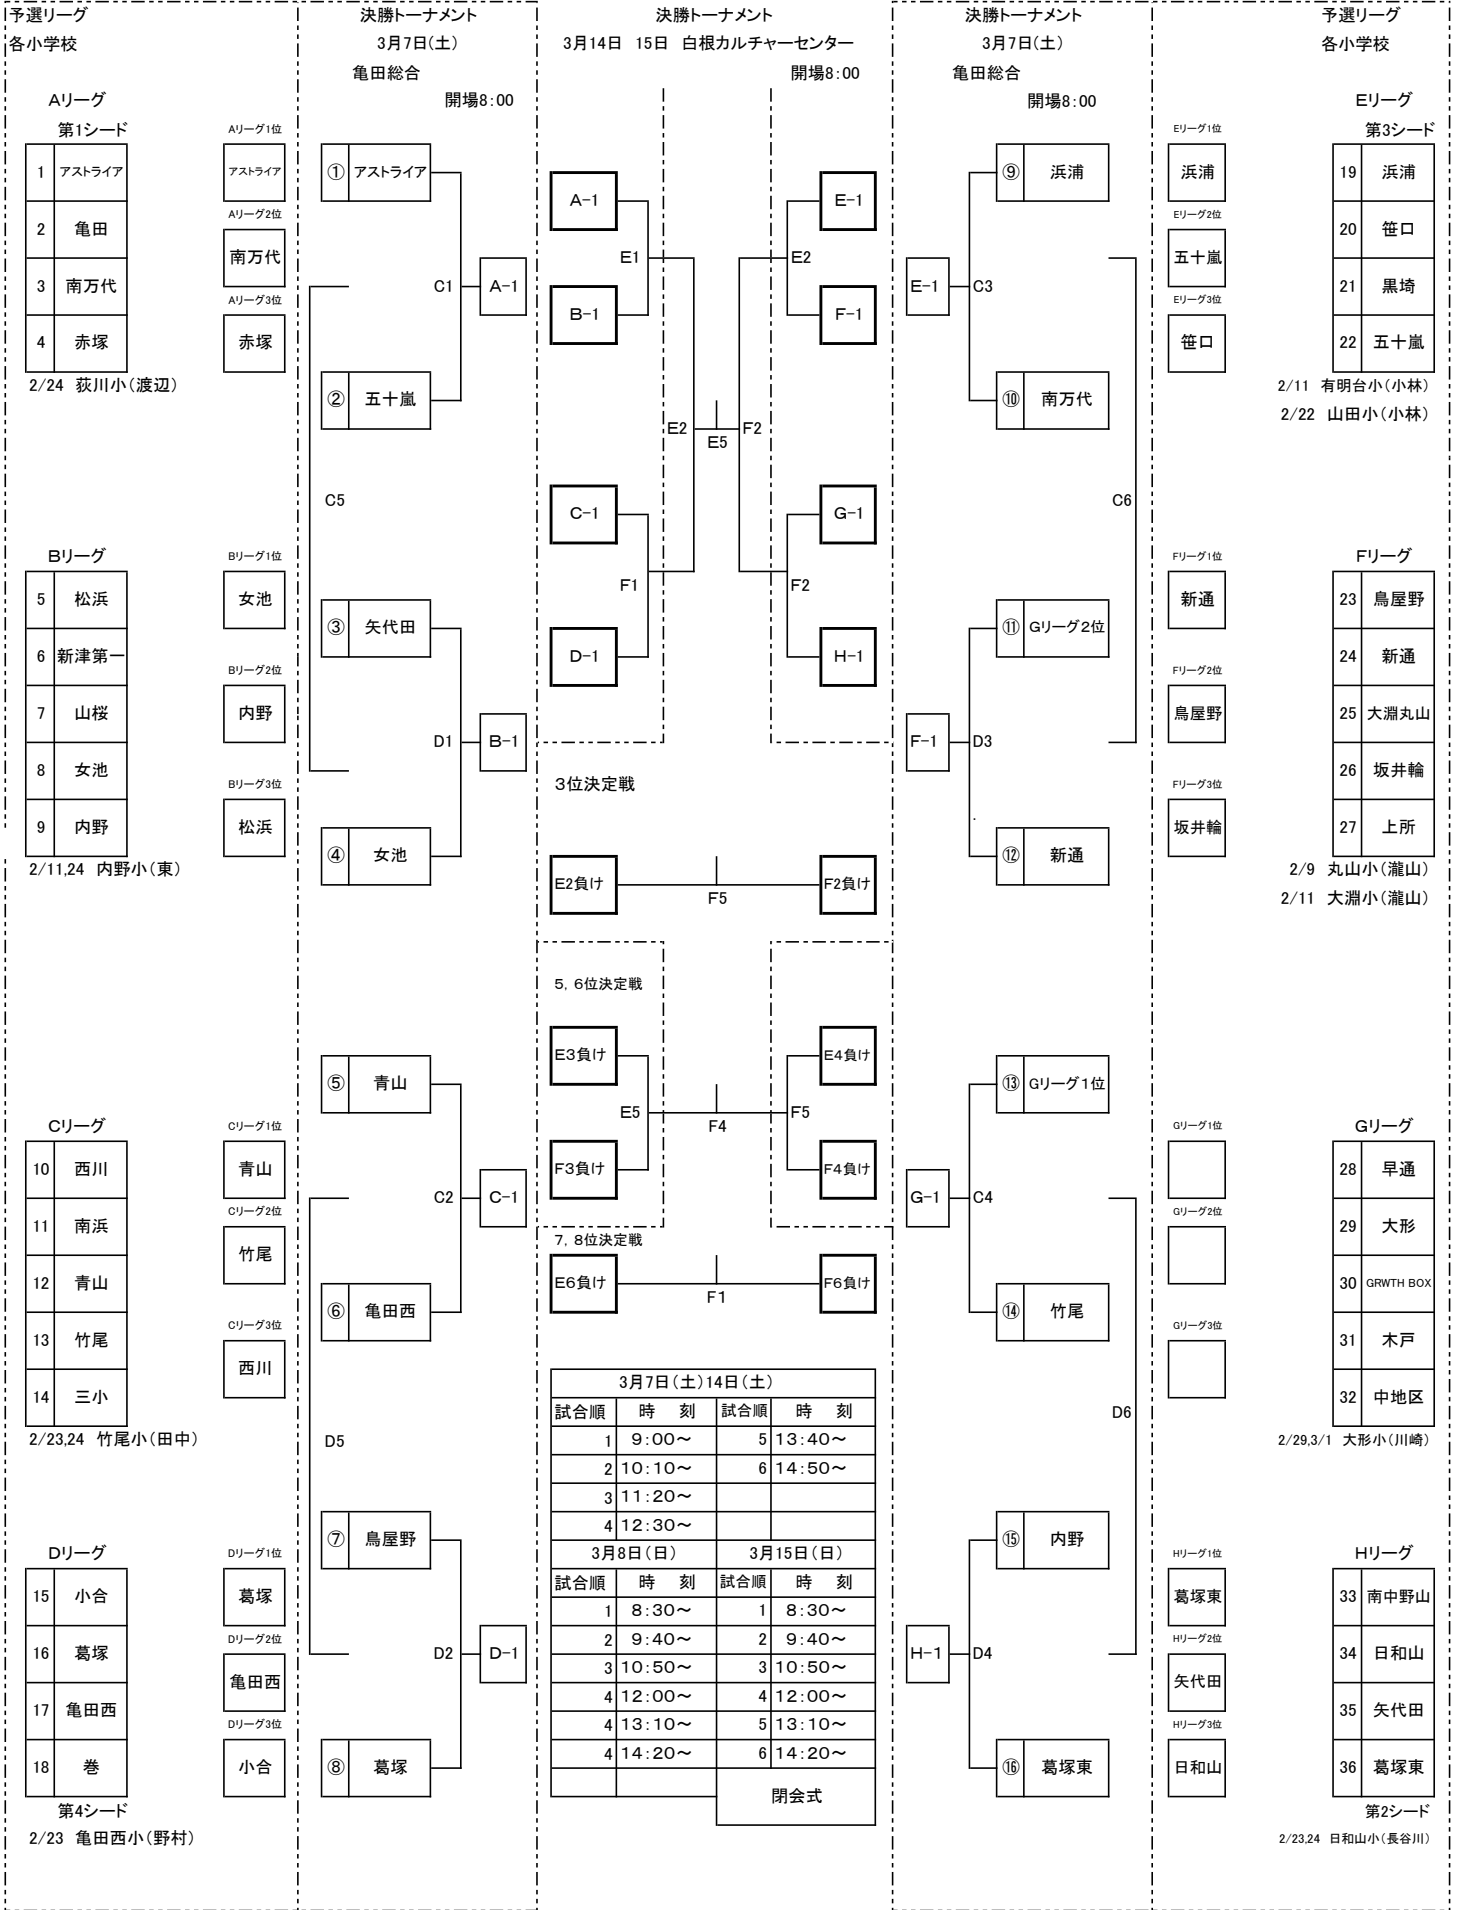 予選リーグ
各小学校
Aリーグ
第1シード
1 アストライア
2 亀田
3 南万代
4 赤塚
2/24 荻川小(渡辺)
Aリーグ1位
アストライア
Aリーグ2位
南万代
Aリーグ3位
赤塚
Bリーグ
5 松浜
6 新津第一
7 山桜
8 女池
9 内野
2/11,24 内野小(東)
Bリーグ1位
女池
Bリーグ2位
内野
Bリーグ3位
松浜
Cリーグ
10 西川
11 南浜
12 青山
13 竹尾
14 三小
2/23,24 竹尾小(田中)
Cリーグ1位
青山
Cリーグ2位
竹尾
Cリーグ3位
西川
Dリーグ
15 小合
16 葛塚
17 亀田西
18 巻
第4シード
2/23 亀田西小(野村)
Dリーグ1位
葛塚
Dリーグ2位
亀田西
Dリーグ3位
小合
決勝トーナメント
3月7日(土)
亀田総合
開場8:00
① アストライア
C1 A-1
② 五十嵐
C5
③ 矢代田
D1 B-1
④ 女池
⑤ 青山
C2 C-1
⑥ 亀田西
D5
⑦ 鳥屋野
D2 D-1
⑧ 葛塚
決勝トーナメント
3月14日 15日 白根カルチャーセンター
開場8:00
A-1 E-1
E1 E2
B-1 F-1
E2 E5 F2
C-1 G-1
F1 F2
D-1 H-1
3位決定戦
E2負け F5 F2負け
5,6位決定戦
E3負け E4負け
E5 F4 F5
F3負け F4負け
7,8位決定戦
E6負け F1 F6負け
3月7日(土)14日(土)
試合順 時 刻 試合順 時 刻
1 9:00~ 5 13:40~
2 10:10~ 6 14:50~
3 11:20~
4 12:30~
3月8日(日) 3月15日(日)
試合順 時 刻 試合順 時 刻
1 8:30~ 1 8:30~
2 9:40~ 2 9:40~
3 10:50~ 3 10:50~
4 12:00~ 4 12:00~
4 13:10~ 5 13:10~
4 14:20~ 6 14:20~
閉会式
決勝トーナメント
3月7日(土)
亀田総合
開場8:00
⑨ 浜浦
E-1 C3
⑩ 南万代
C6
⑪ Gリーグ2位
F-1 D3
⑫ 新通
⑬ Gリーグ1位
G-1 C4
⑭ 竹尾
D6
⑮ 内野
H-1 D4
⑯ 葛塚東
予選リーグ
各小学校
Eリーグ
第3シード
Eリーグ1位
浜浦
Eリーグ2位
五十嵐
Eリーグ3位
笹口
19 浜浦
20 笹口
21 黒埼
22 五十嵐
2/11 有明台小(小林)
2/22 山田小(小林)
Fリーグ
Fリーグ1位
新通
Fリーグ2位
鳥屋野
Fリーグ3位
坂井輪
23 鳥屋野
24 新通
25 大淵丸山
26 坂井輪
27 上所
2/9 丸山小(瀧山)
2/11 大淵小(瀧山)
Gリーグ
Gリーグ1位
Gリーグ2位
Gリーグ3位
28 早通
29 大形
30 GRWTH BOX
31 木戸
32 中地区
2/29,3/1 大形小(川崎)
Hリーグ
Hリーグ1位
葛塚東
Hリーグ2位
矢代田
Hリーグ3位
日和山
33 南中野山
34 日和山
35 矢代田
36 葛塚東
第2シード
2/23,24 日和山小(長谷川)